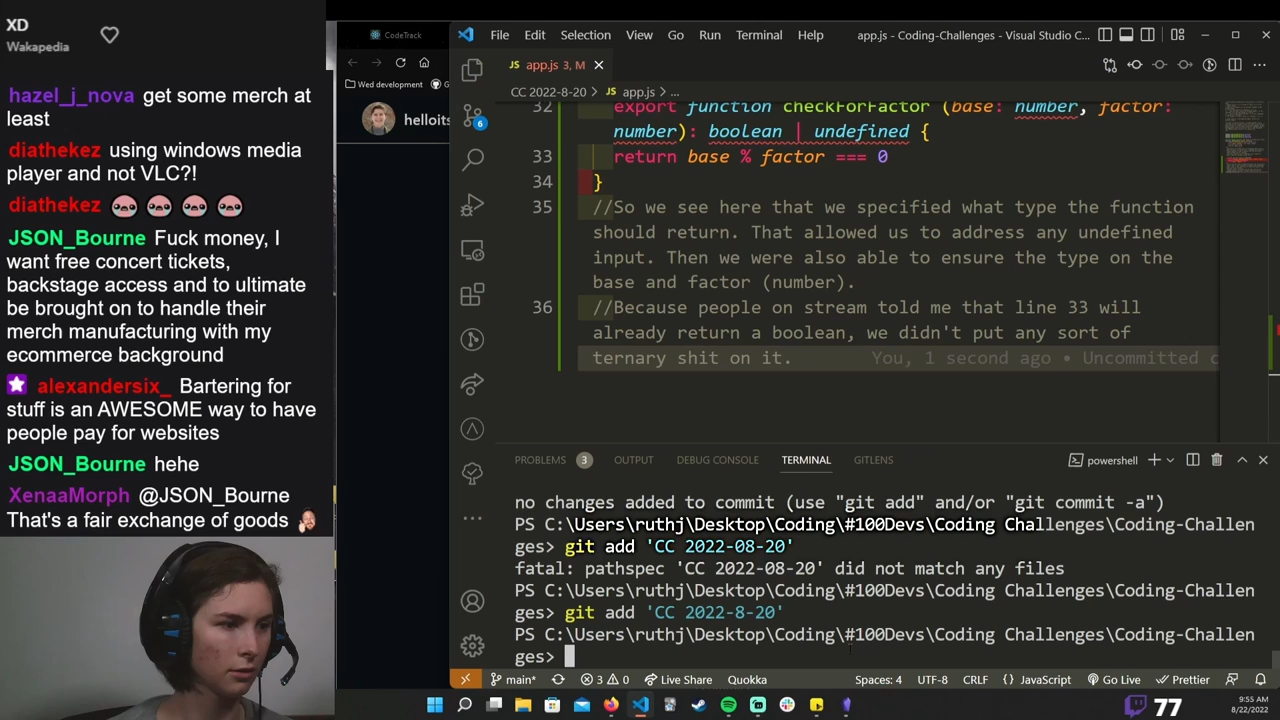 XD
Wakapedia
hazel_j_nova get some merch at
least
diathekez using windows media
player and not VLC?!
diathekez
JSON_Bourne Fuck money, I
want free concert tickets,
backstage access and to ultimate
be brought on to handle their
merch manufacturing with my
ecommerce background
alexandersix_ Bartering for
stuff is an AWESOME way to have
people pay for websites
JSON_Bourne hehe
XenaaMorph @JSON_Bourne
That's a fair exchange of goods
CodeTrack
Wed development
helloits
File Edit Selection View Go Run Terminal Help app.js - Coding-Challenges - Visual Studio C...
JS app.js 3, M
CC 2022-8-20 > JS app.js > ...
32 export function checkForFactor (base: number, factor:
number): boolean | undefined {
33 return base % factor === 0
34 }
35 //So we see here that we specified what type the function
should return. That allowed us to address any undefined
input. Then we were also able to ensure the type on the
base and factor (number).
36 //Because people on stream told me that line 33 will
already return a boolean, we didn't put any sort of
ternary shit on it. You, 1 second ago • Uncommitted c
6
PROBLEMS 3 OUTPUT DEBUG CONSOLE TERMINAL GITLENS powershell
no changes added to commit (use "git add" and/or "git commit -a")
PS C:\Users\ruthj\Desktop\Coding\#100Devs\Coding Challenges\Coding-Challen
ges> git add 'CC 2022-08-20'
fatal: pathspec 'CC 2022-08-20' did not match any files
PS C:\Users\ruthj\Desktop\Coding\#100Devs\Coding Challenges\Coding-Challen
ges> git add 'CC 2022-8-20'
PS C:\Users\ruthj\Desktop\Coding\#100Devs\Coding Challenges\Coding-Challen
ges>
main* 3 0 Live Share Quokka Spaces: 4 UTF-8 CRLF {} JavaScript Go Live Prettier
77
9:55 AM
8/22/2022